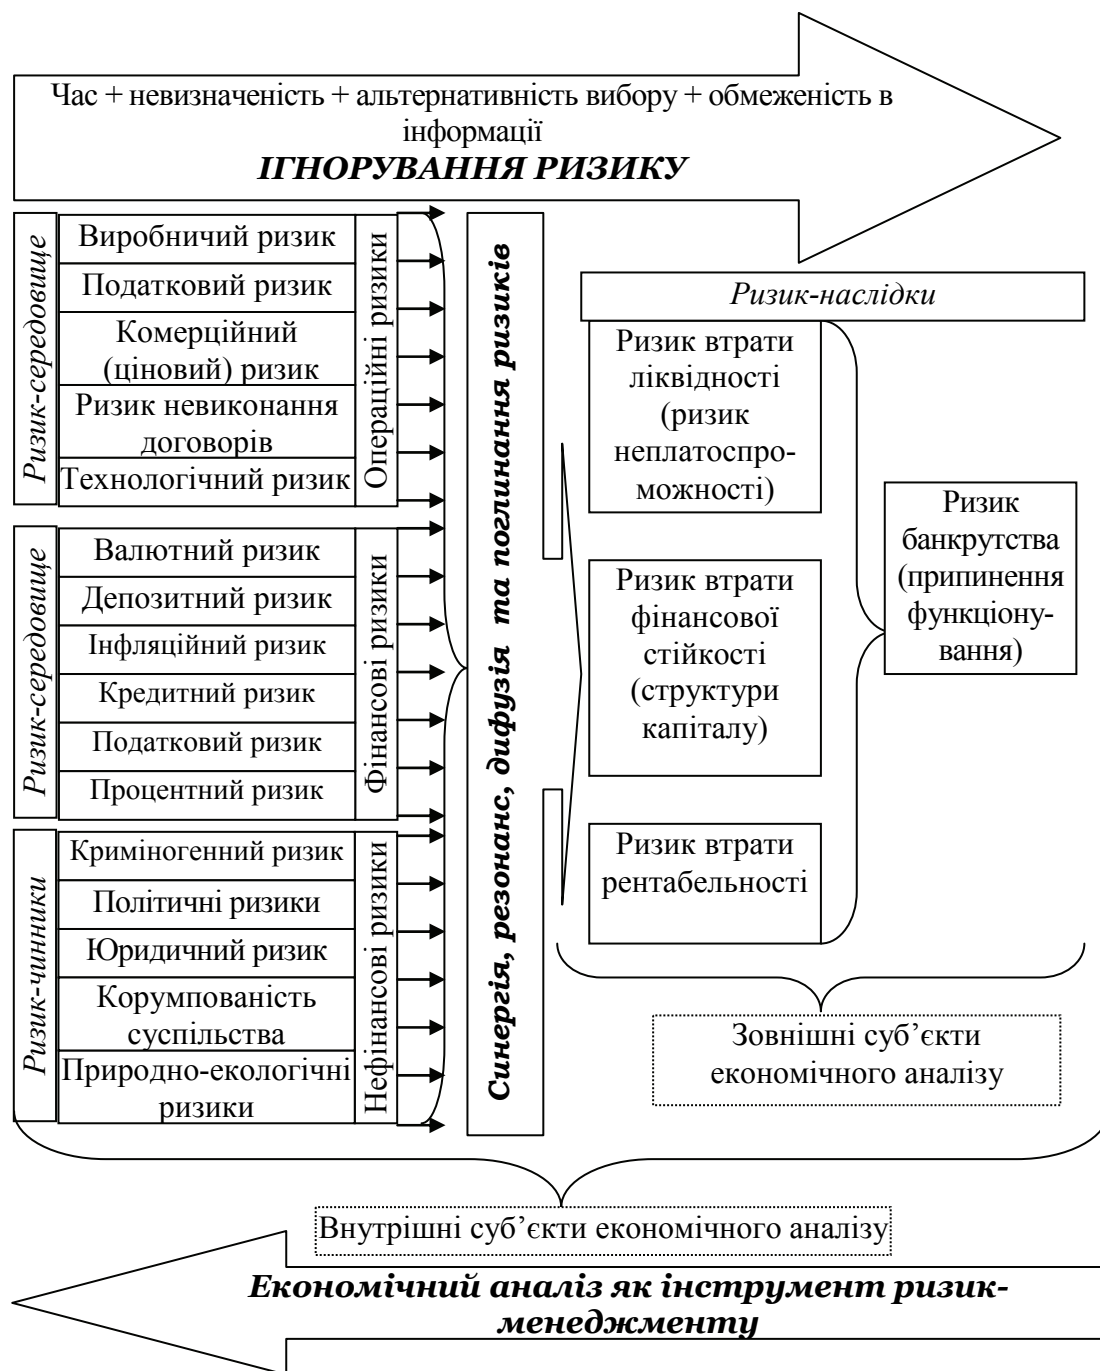 Час + невизначеність + альтернативність вибору + обмеженість в
інформації
ІГНОРУВАННЯ РИЗИКУ
Ризик-середовище
Виробничий ризик
Податковий ризик
Комерційний
(ціновий) ризик
Ризик невиконання
договорів
Технологічний ризик
Операційні ризики
Ризик-середовище
Валютний ризик
Депозитний ризик
Інфляційний ризик
Кредитний ризик
Податковий ризик
Процентний ризик
Фінансові ризики
Ризик-чинники
Криміногенний ризик
Політичні ризики
Юридичний ризик
Корумпованість
суспільства
Природно-екологічні
ризики
Нефінансові ризики
Синергія, резонанс, дифузія та поглинання ризиків
Ризик-наслідки
Ризик втрати
ліквідності
(ризик
неплатоспро-
можності)
Ризик втрати
фінансової
стійкості
(структури
капіталу)
Ризик втрати
рентабельності
Ризик
банкрутства
(припинення
функціону-
вання)
Зовнішні суб’єкти
економічного аналізу
Внутрішні суб’єкти економічного аналізу
Економічний аналіз як інструмент ризик-
менеджменту